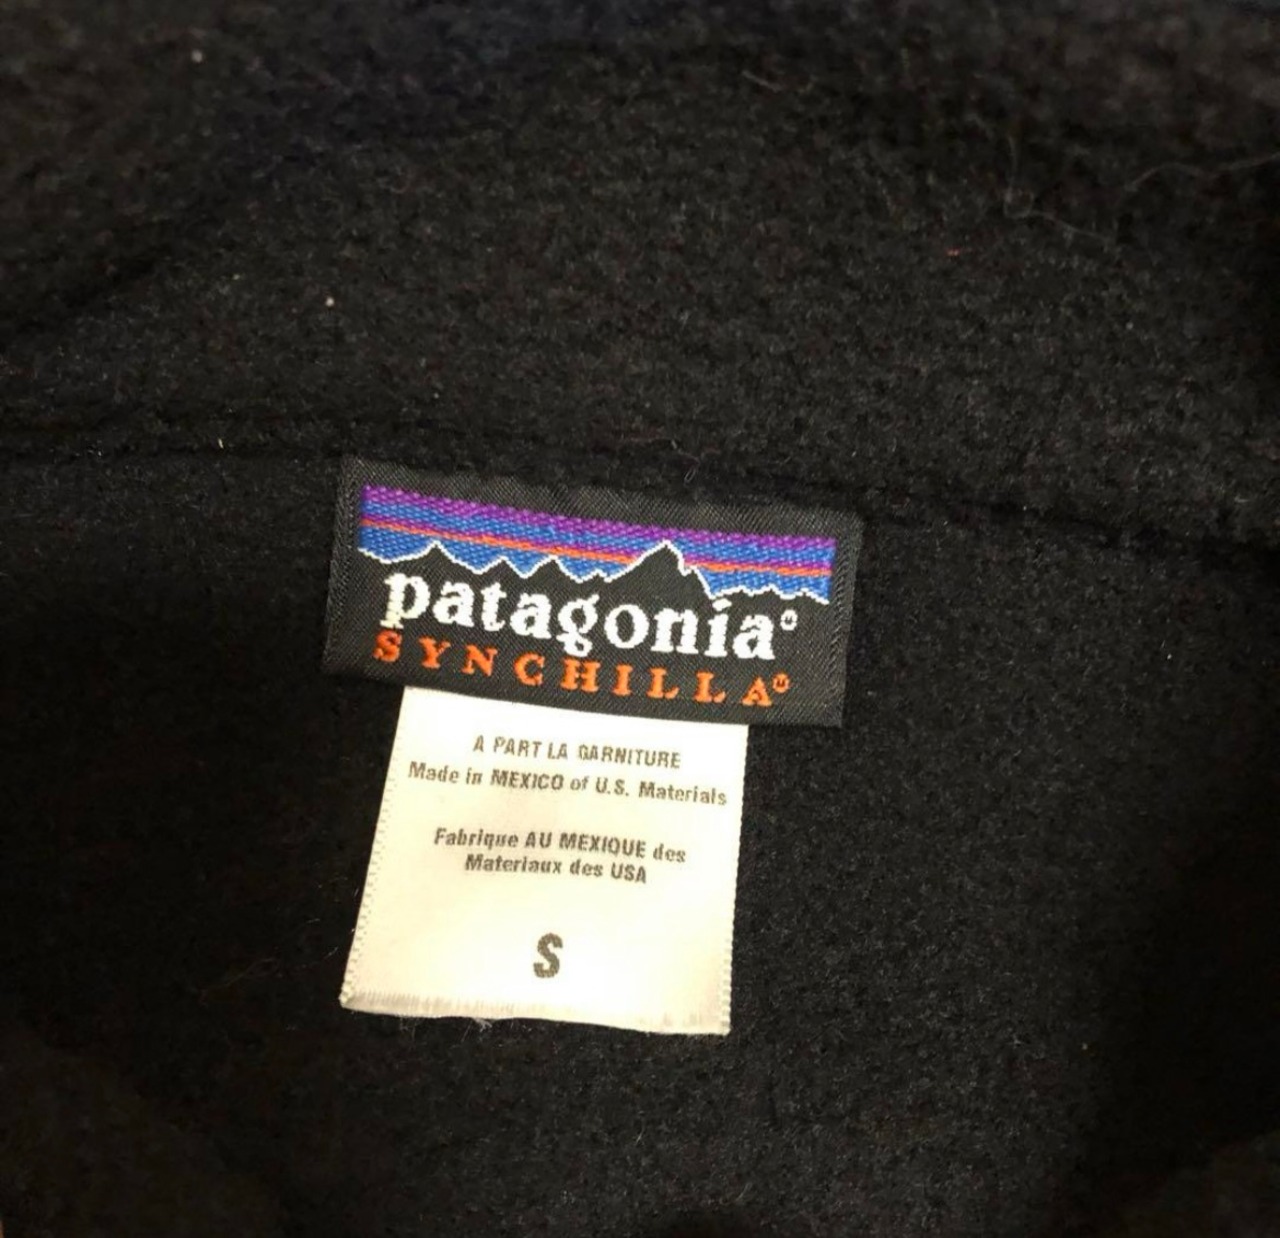 patagonia®
SYNCHILLA®
A PART LA GARNITURE
Made in MEXICO of U.S. Materials
Fabrique AU MEXIQUE des
Materiaux des USA
S